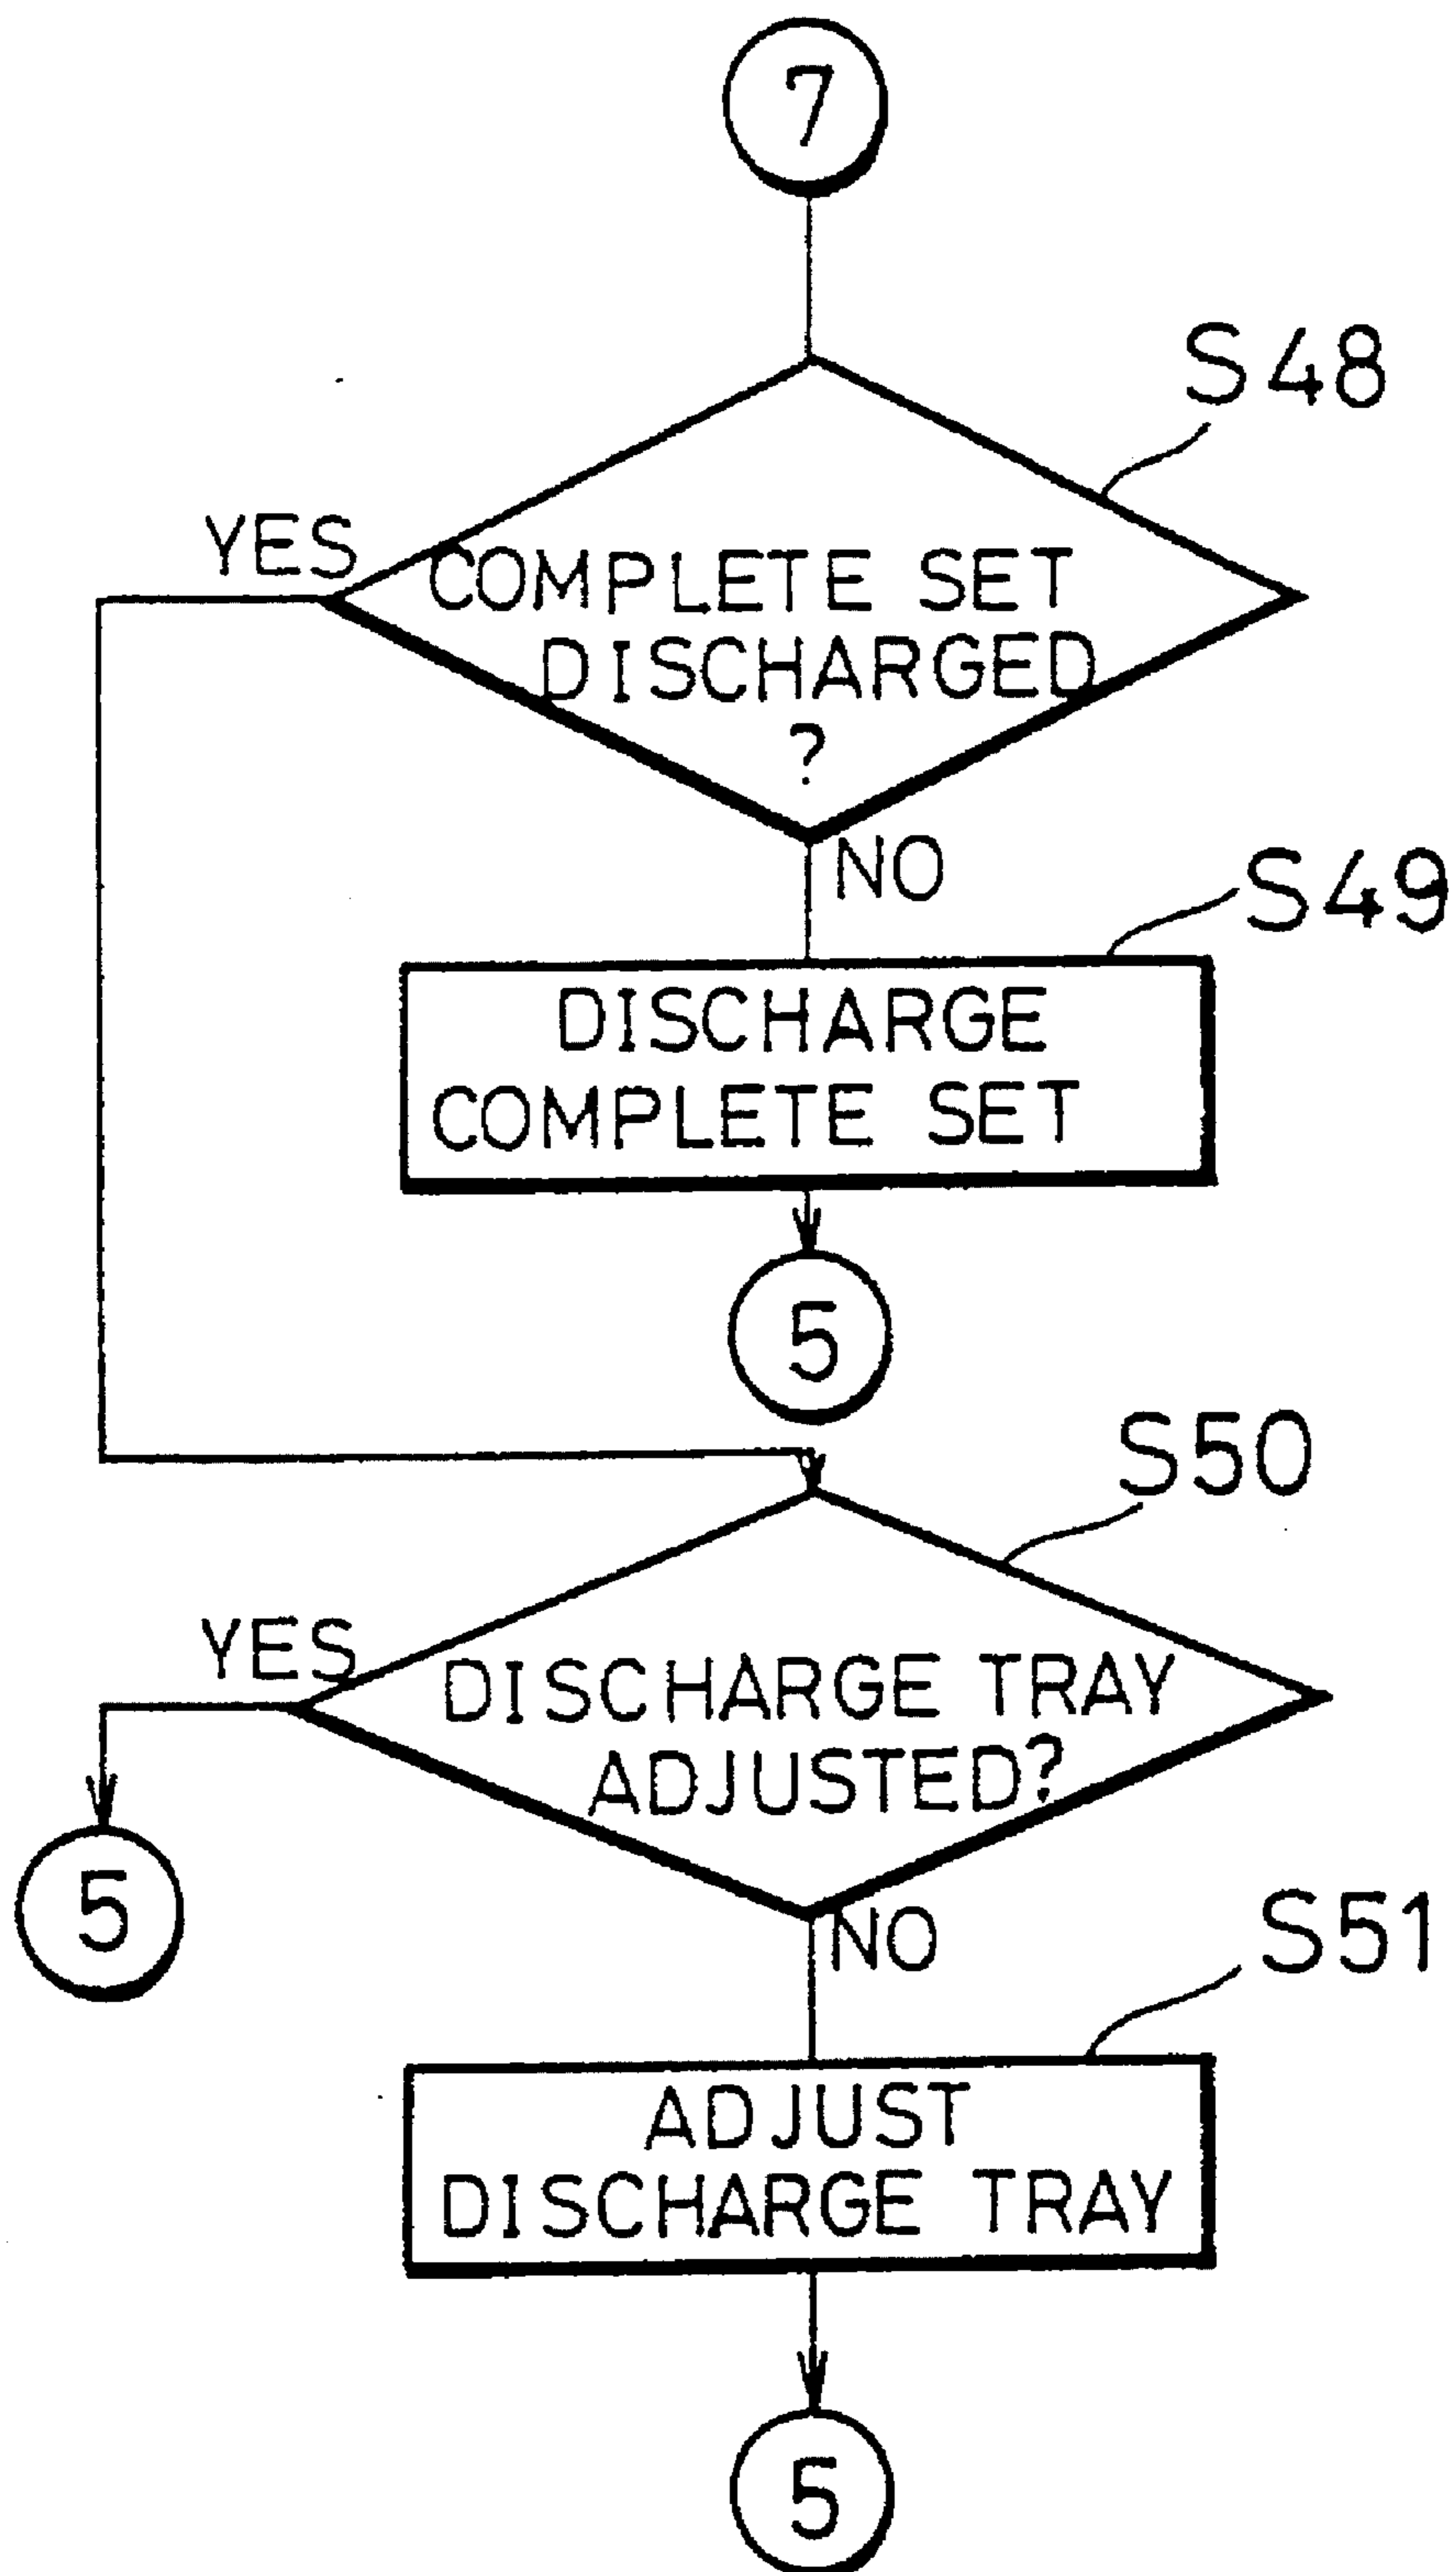 7
S48
YES
COMPLETE SET
DISCHARGED
?
NO
S49
DISCHARGE
COMPLETE SET
5
S50
YES
DISCHARGE TRAY
ADJUSTED?
5
NO
S51
ADJUST
DISCHARGE TRAY
5